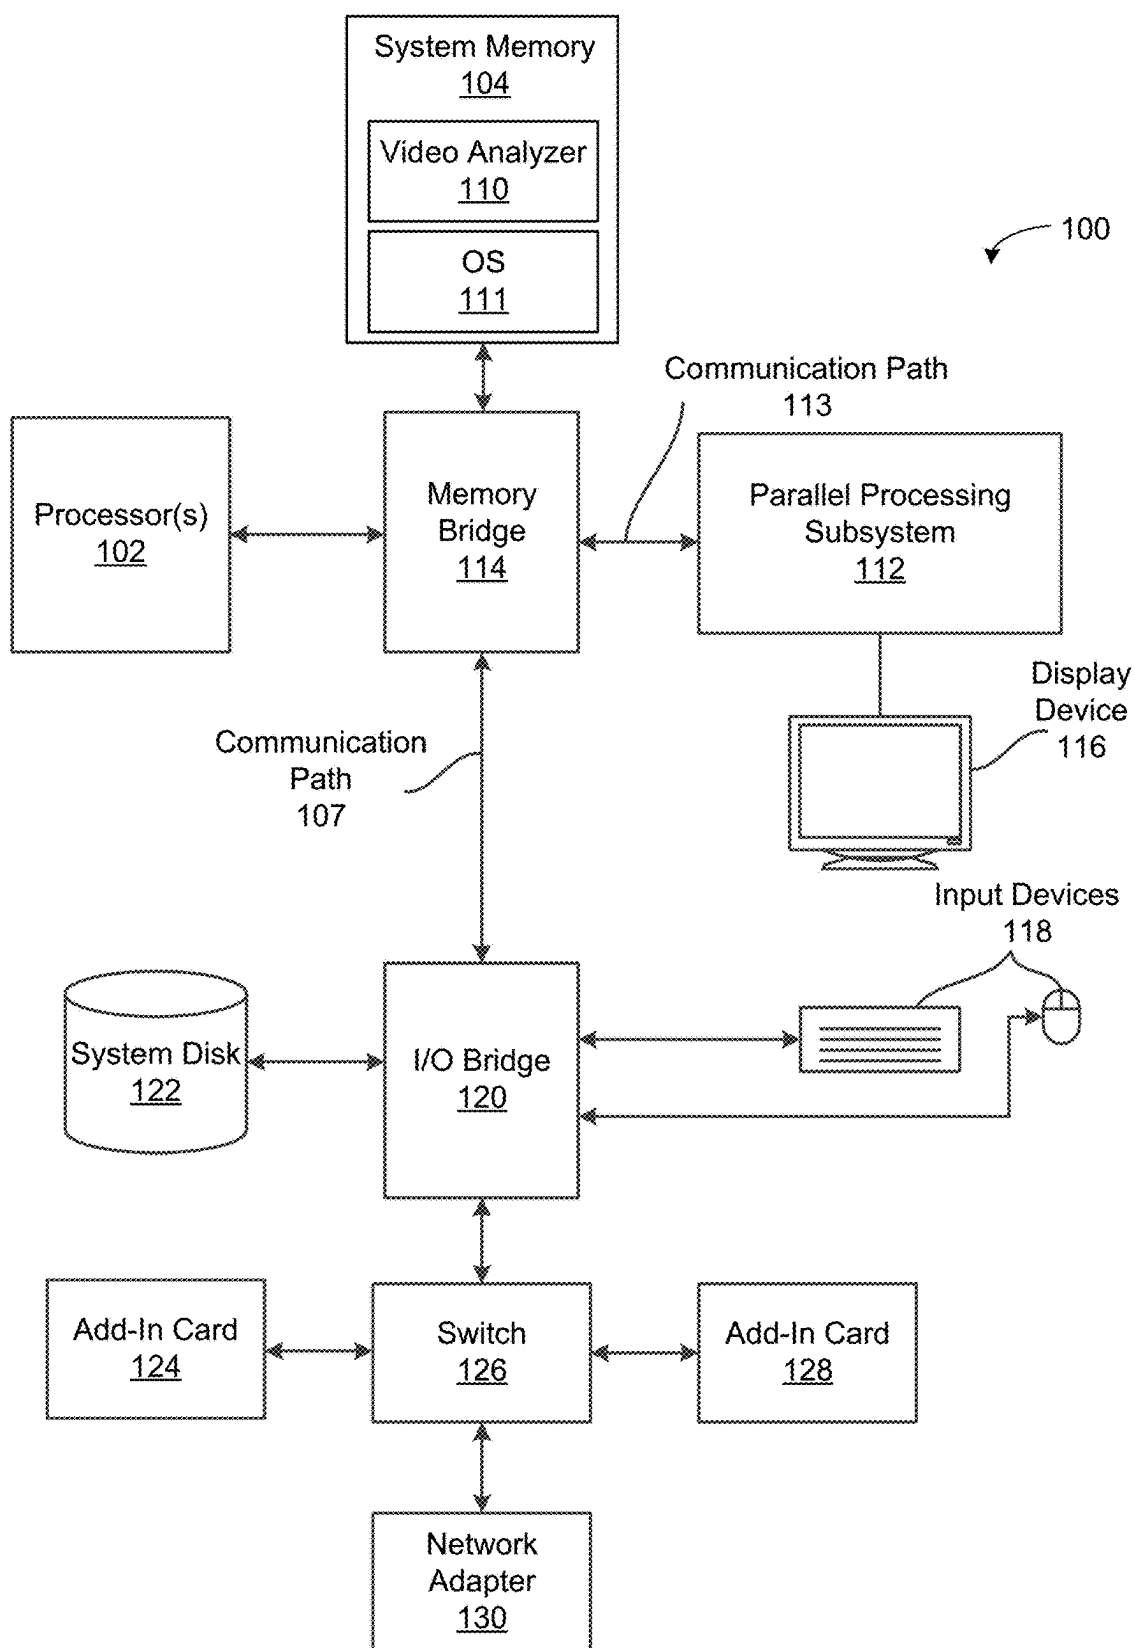 System Memory
104
Video Analyzer
110
OS
111
100
Communication Path
113
Processor(s)
102
Memory
Bridge
114
Parallel Processing
Subsystem
112
Display
Device
116
Communication
Path
107
Input Devices
118
System Disk
122
I/O Bridge
120
Add-In Card
124
Switch
126
Add-In Card
128
Network
Adapter
130